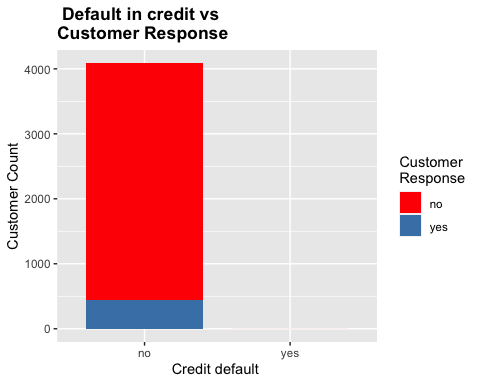 Default in credit vs
Customer Response
Customer Count
4000
3000
2000
1000
0
no
yes
Credit default
Customer
Response
no
yes